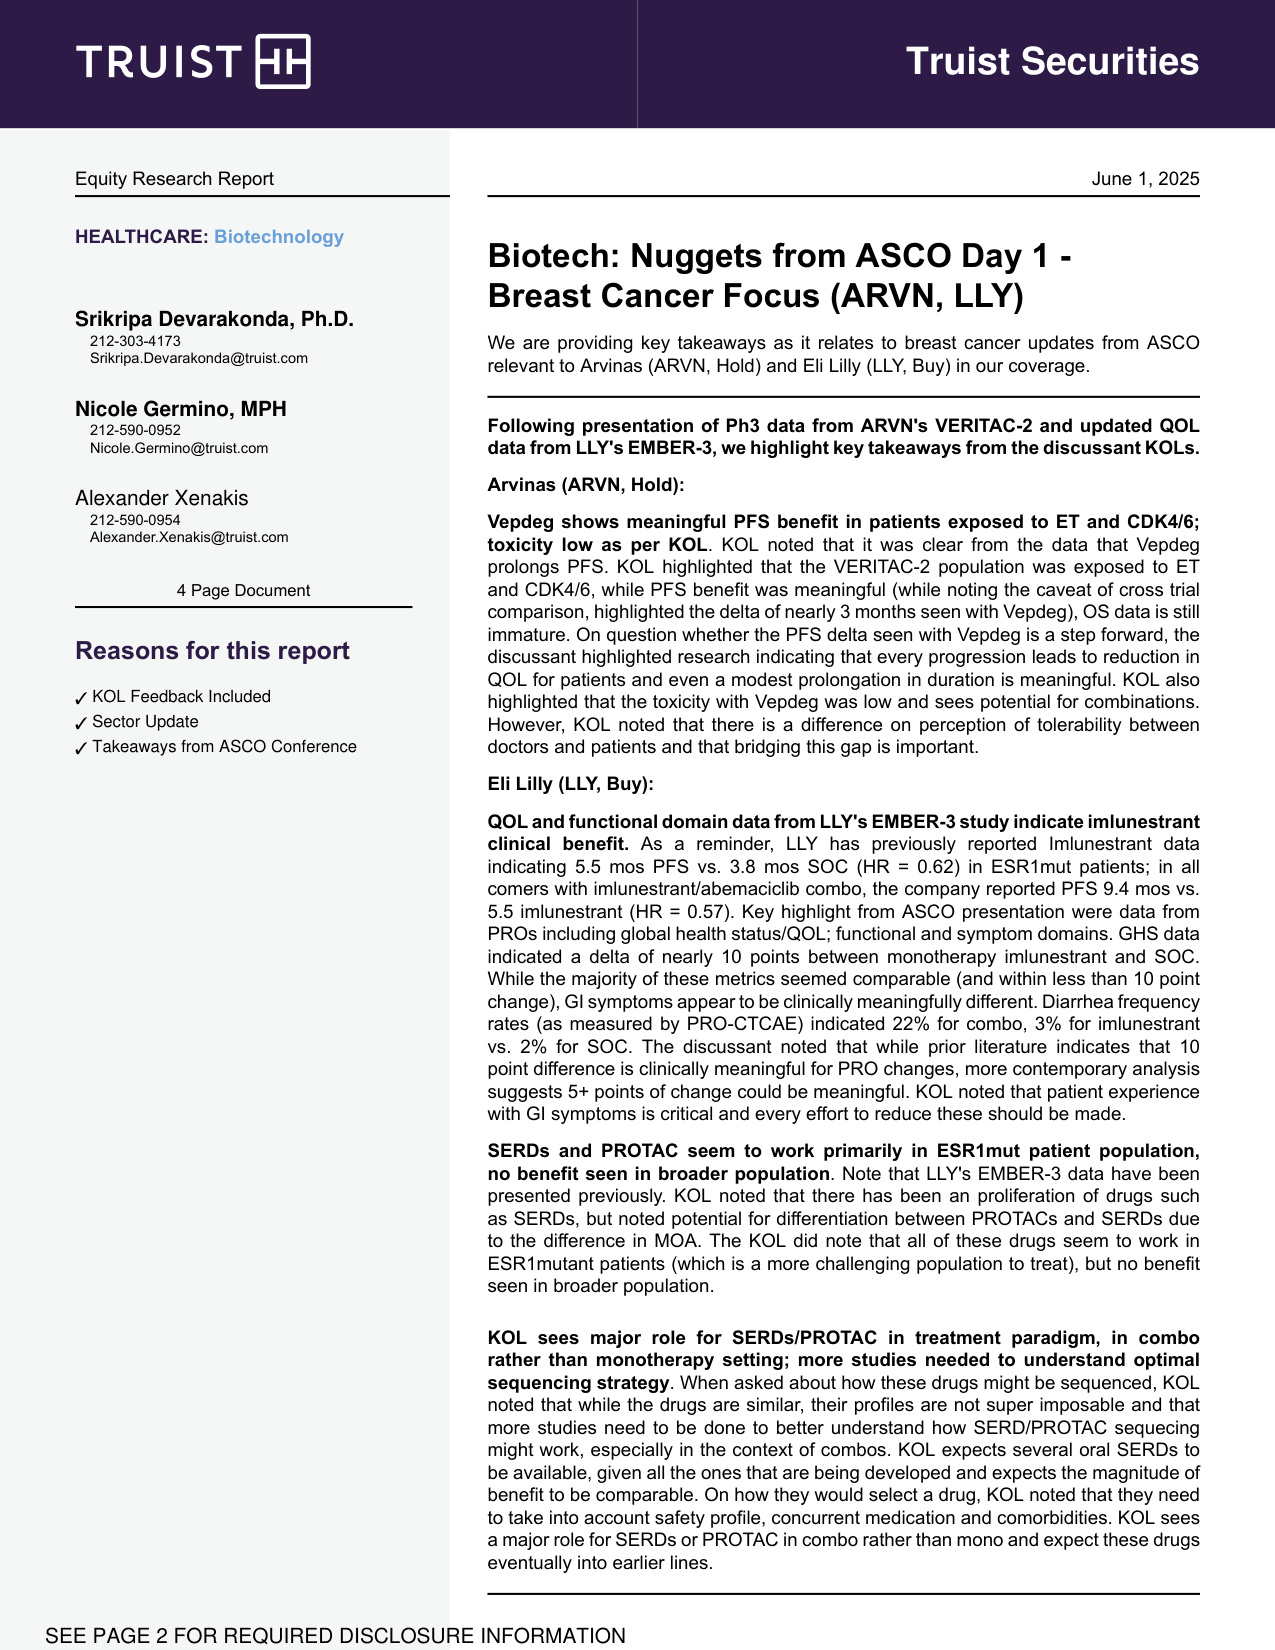 TRUIST
Truist Securities
Equity Research Report
June 1, 2025
HEALTHCARE: Biotechnology
Srikripa Devarakonda, Ph.D.
212-303-4173
Srikripa.Devarakonda@truist.com
Nicole Germino, MPH
212-590-0952
Nicole.Germino@truist.com
Alexander Xenakis
212-590-0954
Alexander.Xenakis@truist.com
4 Page Document
Reasons for this report
✓ KOL Feedback Included
✓ Sector Update
✓ Takeaways from ASCO Conference
Biotech: Nuggets from ASCO Day 1 -
Breast Cancer Focus (ARVN, LLY)
We are providing key takeaways as it relates to breast cancer updates from ASCO
relevant to Arvinas (ARVN, Hold) and Eli Lilly (LLY, Buy) in our coverage.
Following presentation of Ph3 data from ARVN's VERITAC-2 and updated QOL
data from LLY's EMBER-3, we highlight key takeaways from the discussant KOLs.
Arvinas (ARVN, Hold):
Vepdeg shows meaningful PFS benefit in patients exposed to ET and CDK4/6;
toxicity low as per KOL. KOL noted that it was clear from the data that Vepdeg
prolongs PFS. KOL highlighted that the VERITAC-2 population was exposed to ET
and CDK4/6, while PFS benefit was meaningful (while noting the caveat of cross trial
comparison, highlighted the delta of nearly 3 months seen with Vepdeg), OS data is still
immature. On question whether the PFS delta seen with Vepdeg is a step forward, the
discussant highlighted research indicating that every progression leads to reduction in
QOL for patients and even a modest prolongation in duration is meaningful. KOL also
highlighted that the toxicity with Vepdeg was low and sees potential for combinations.
However, KOL noted that there is a difference on perception of tolerability between
doctors and patients and that bridging this gap is important.
Eli Lilly (LLY, Buy):
QOL and functional domain data from LLY's EMBER-3 study indicate imlunestrant
clinical benefit. As a reminder, LLY has previously reported Imlunestrant data
indicating 5.5 mos PFS vs. 3.8 mos SOC (HR = 0.62) in ESR1mut patients; in all
comers with imlunestrant/abemaciclib combo, the company reported PFS 9.4 mos vs.
5.5 imlunestrant (HR = 0.57). Key highlight from ASCO presentation were data from
PROs including global health status/QOL; functional and symptom domains. GHS data
indicated a delta of nearly 10 points between monotherapy imlunestrant and SOC.
While the majority of these metrics seemed comparable (and within less than 10 point
change), GI symptoms appear to be clinically meaningfully different. Diarrhea frequency
rates (as measured by PRO-CTCAE) indicated 22% for combo, 3% for imlunestrant
vs. 2% for SOC. The discussant noted that while prior literature indicates that 10
point difference is clinically meaningful for PRO changes, more contemporary analysis
suggests 5+ points of change could be meaningful. KOL noted that patient experience
with GI symptoms is critical and every effort to reduce these should be made.
SERDs and PROTAC seem to work primarily in ESR1mut patient population,
no benefit seen in broader population. Note that LLY's EMBER-3 data have been
presented previously. KOL noted that there has been an proliferation of drugs such
as SERDs, but noted potential for differentiation between PROTACs and SERDs due
to the difference in MOA. The KOL did note that all of these drugs seem to work in
ESR1mutant patients (which is a more challenging population to treat), but no benefit
seen in broader population.
KOL sees major role for SERDs/PROTAC in treatment paradigm, in combo
rather than monotherapy setting; more studies needed to understand optimal
sequencing strategy. When asked about how these drugs might be sequenced, KOL
noted that while the drugs are similar, their profiles are not super imposable and that
more studies need to be done to better understand how SERD/PROTAC sequecing
might work, especially in the context of combos. KOL expects several oral SERDs to
be available, given all the ones that are being developed and expects the magnitude of
benefit to be comparable. On how they would select a drug, KOL noted that they need
to take into account safety profile, concurrent medication and comorbidities. KOL sees
a major role for SERDs or PROTAC in combo rather than mono and expect these drugs
eventually into earlier lines.
SEE PAGE 2 FOR REQUIRED DISCLOSURE INFORMATION